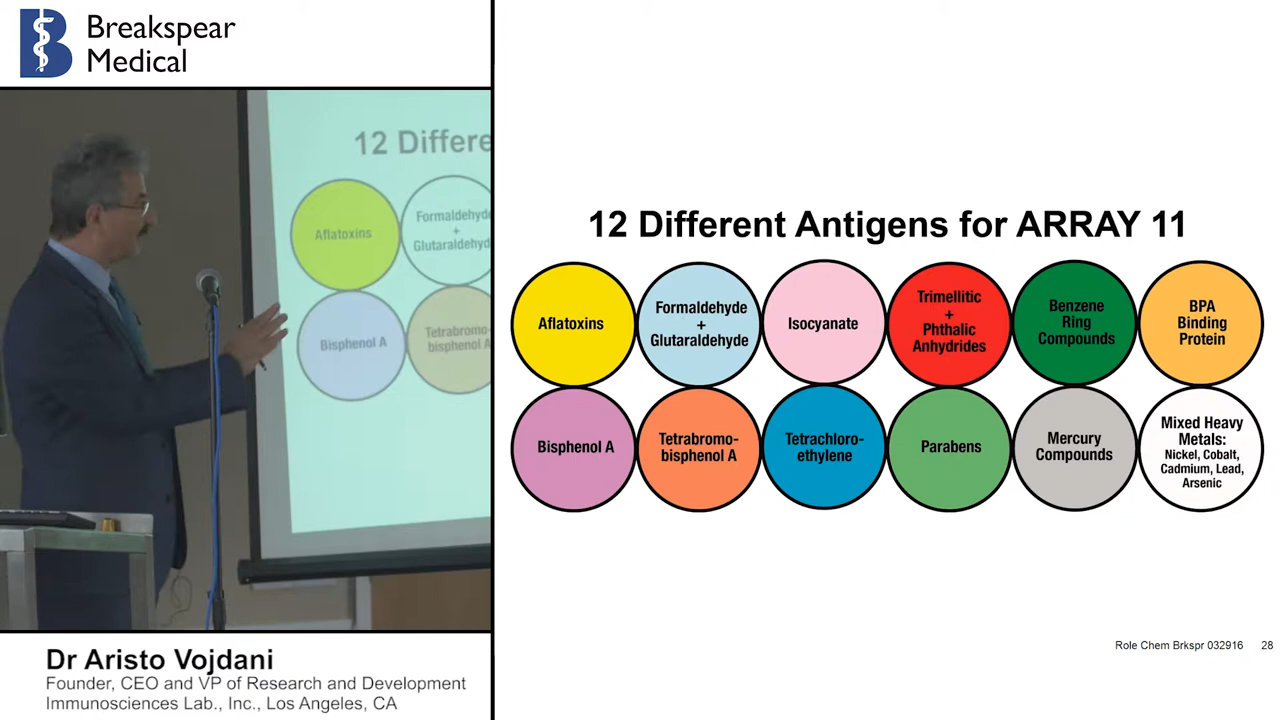 Breakspear
Medical
12 Differe
Aflatoxins
Formaldehyd
+
Glutaraldehyd
Bisphenol A
Tetrabromo-
bisphenol A
Dr Aristo Vojdani
Founder, CEO and VP of Research and Development
Immunosciences Lab., Inc., Los Angeles, CA
12 Different Antigens for ARRAY 11
Aflatoxins
Formaldehyde
+
Glutaraldehyde
Isocyanate
Trimellitic
+
Phthalic
Anhydrides
Benzene
Ring
Compounds
BPA
Binding
Protein
Bisphenol A
Tetrabromo-
bisphenol A
Tetrachloro-
ethylene
Parabens
Mercury
Compounds
Mixed Heavy
Metals:
Nickel, Cobalt,
Cadmium, Lead,
Arsenic
Role Chem Brkspr 032916 28